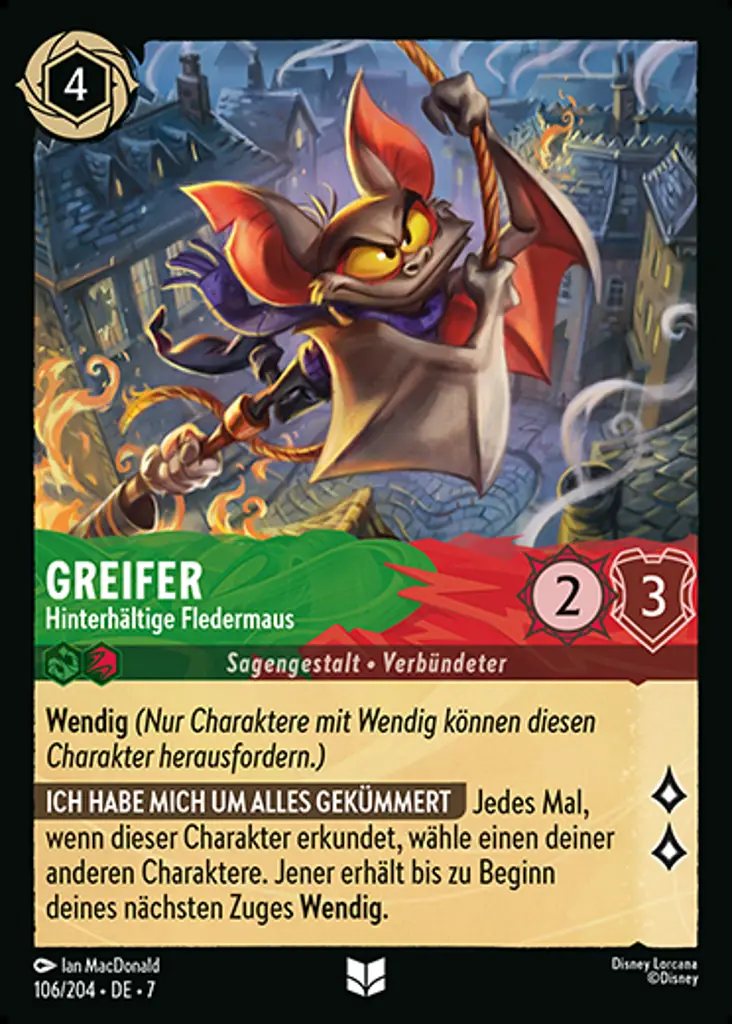 4
GREIFER
Hinterhältige Fledermaus
2
3
Sagengestalt • Verbündeter
Wendig (Nur Charaktere mit Wendig können diesen
Charakter herausfordern.)
ICH HABE MICH UM ALLES GEKÜMMERT Jedes Mal,
wenn dieser Charakter erkundet, wähle einen deiner
anderen Charaktere. Jener erhält bis zu Beginn
deines nächsten Zuges Wendig.
Ian MacDonald
106/204 • DE • 7
Disney Lorcana
©Disney